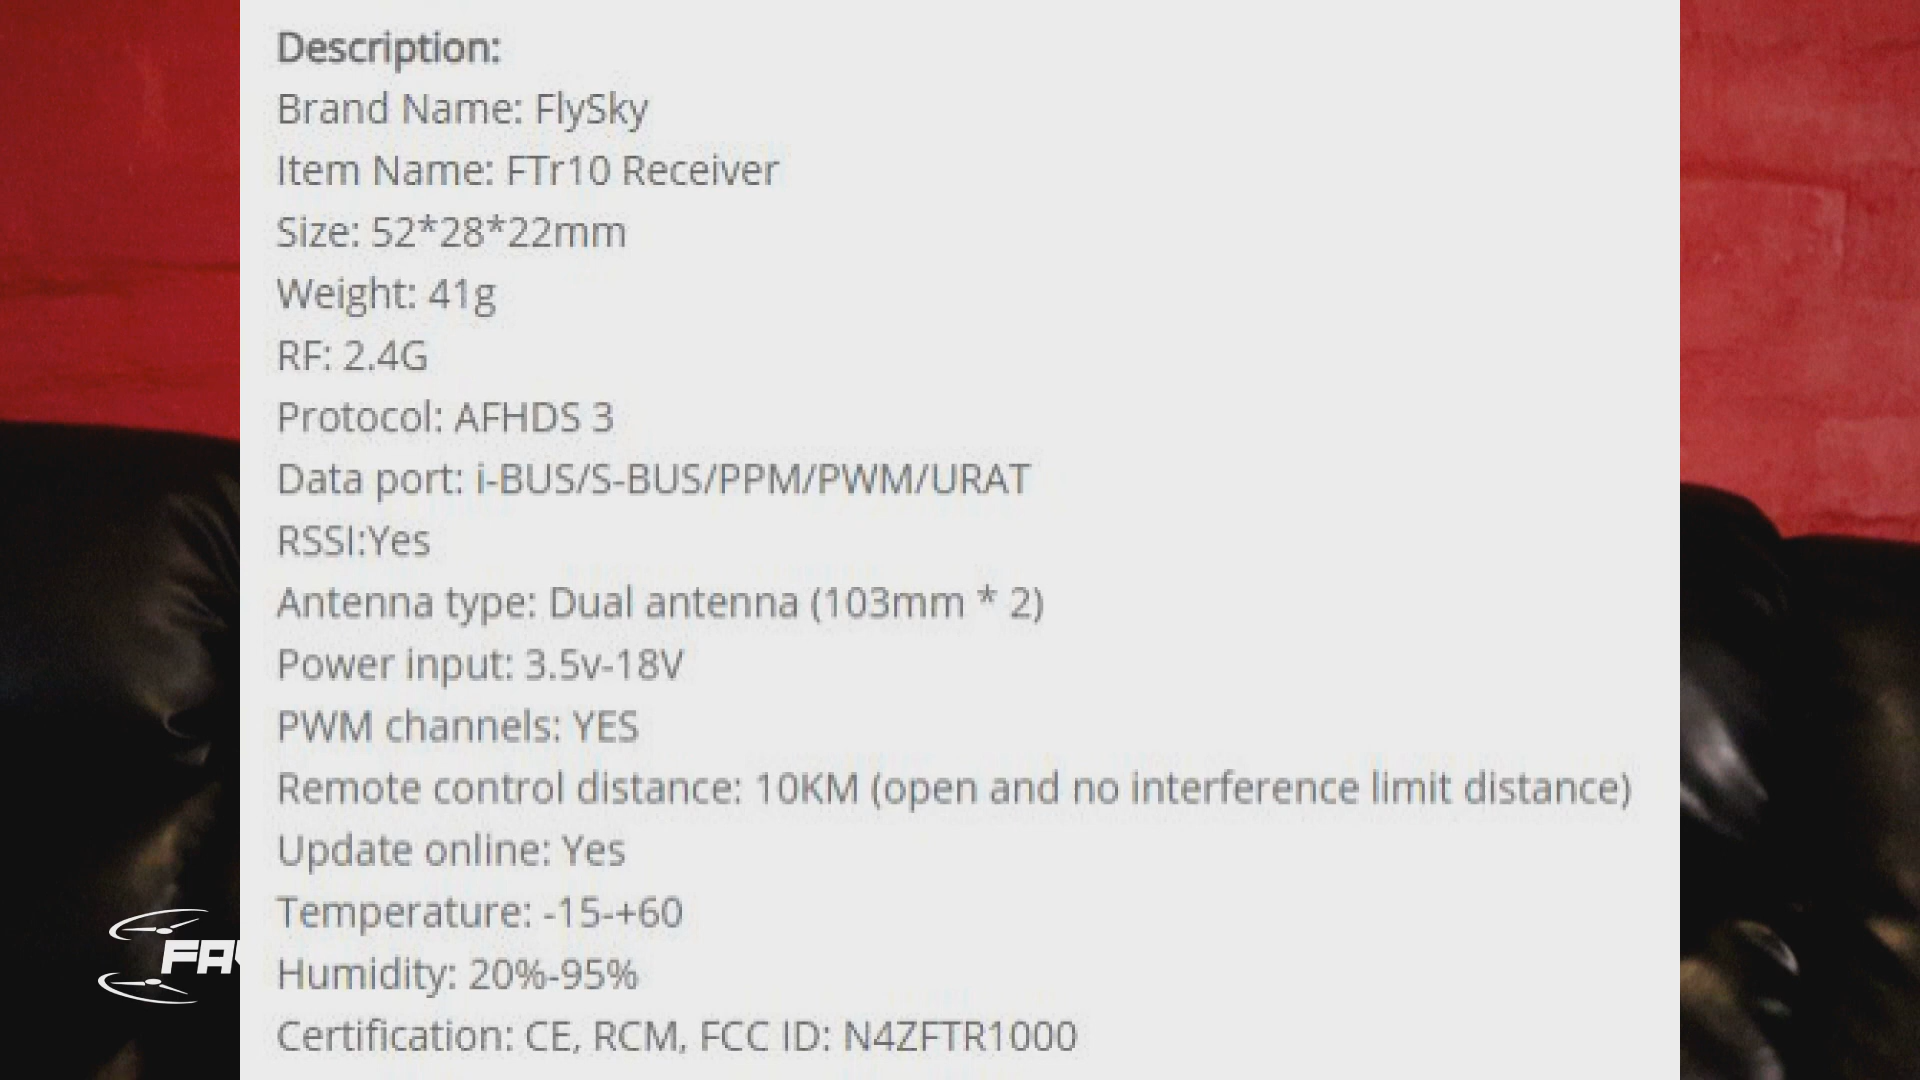 Description:
Brand Name: FlySky
Item Name: FTr10 Receiver
Size: 52*28*22mm
Weight: 41g
RF: 2.4G
Protocol: AFHDS 3
Data port: i-BUS/S-BUS/PPM/PWM/URAT
RSSI:Yes
Antenna type: Dual antenna (103mm * 2)
Power input: 3.5v-18V
PWM channels: YES
Remote control distance: 10KM (open and no interference limit distance)
Update online: Yes
Temperature: -15-+60
Humidity: 20%-95%
Certification: CE, RCM, FCC ID: N4ZFTR1000